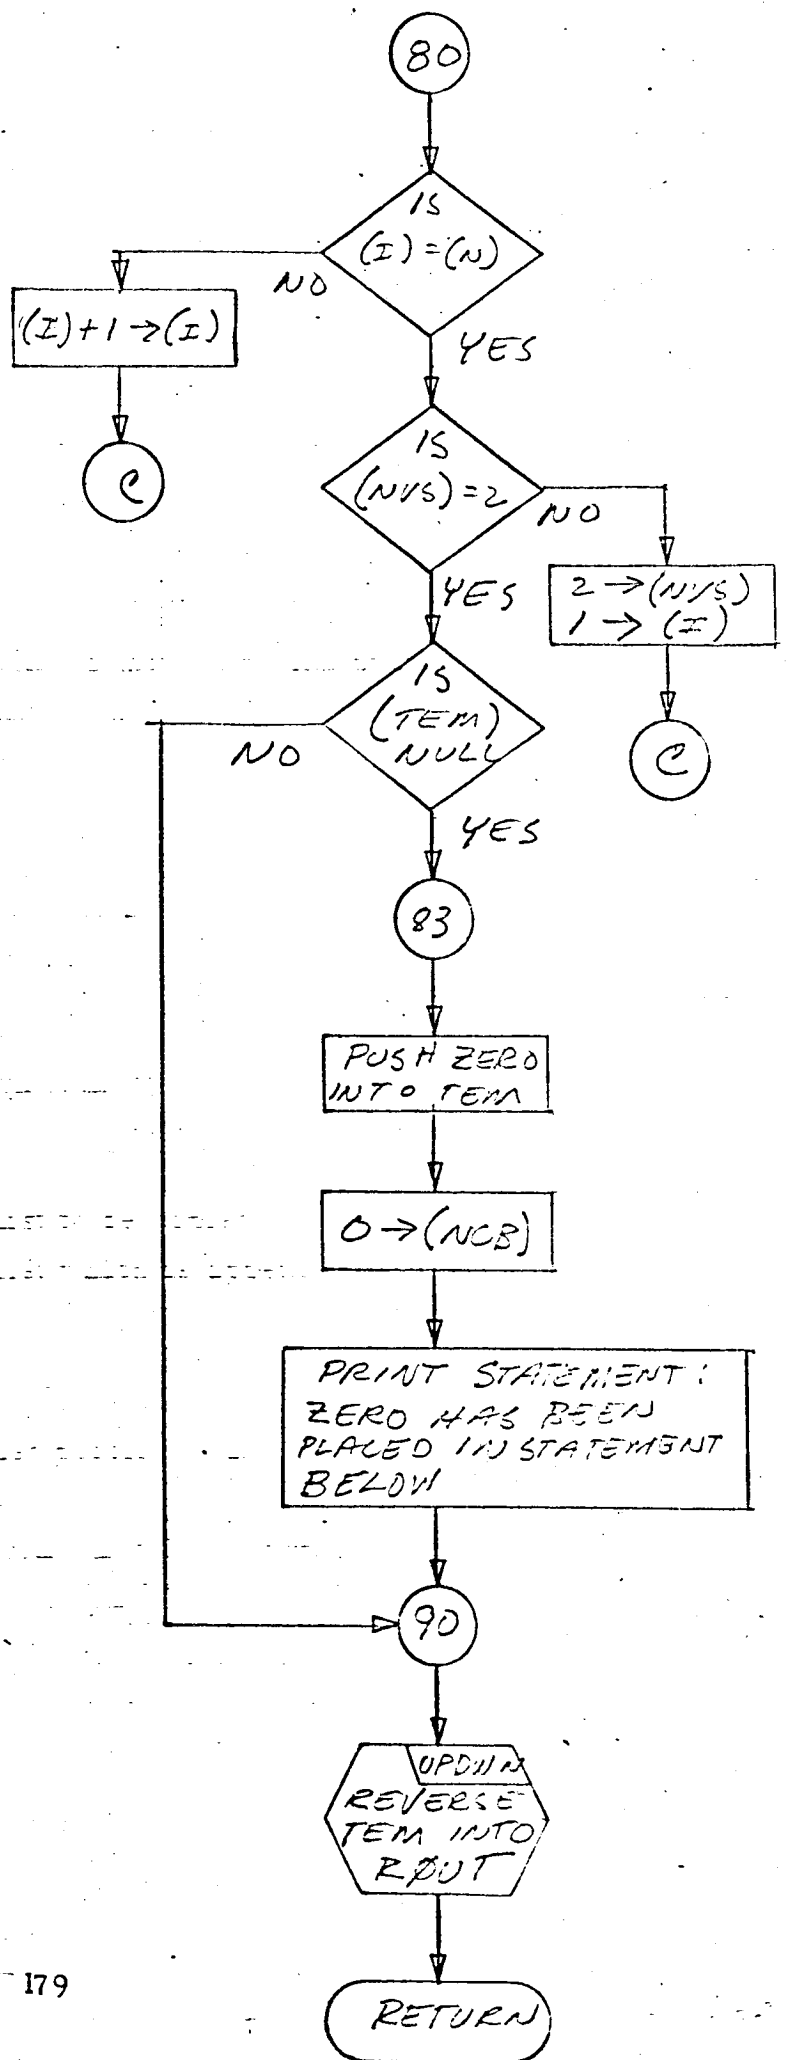 80
IS
(I) = (N)
NO
YES
(I)+1→(I)
C
IS
(NVS)=2
NO
YES
2→(NVS)
1→(I)
C
IS
(TEM)
NULL
NO
YES
83
PUSH ZERO
INTO TEM
0→(NCB)
PRINT STATEMENT:
ZERO HAS BEEN
PLACED IN STATEMENT
BELOW
90
UPDWN
REVERSE
TEM INTO
RØUT
RETURN
179